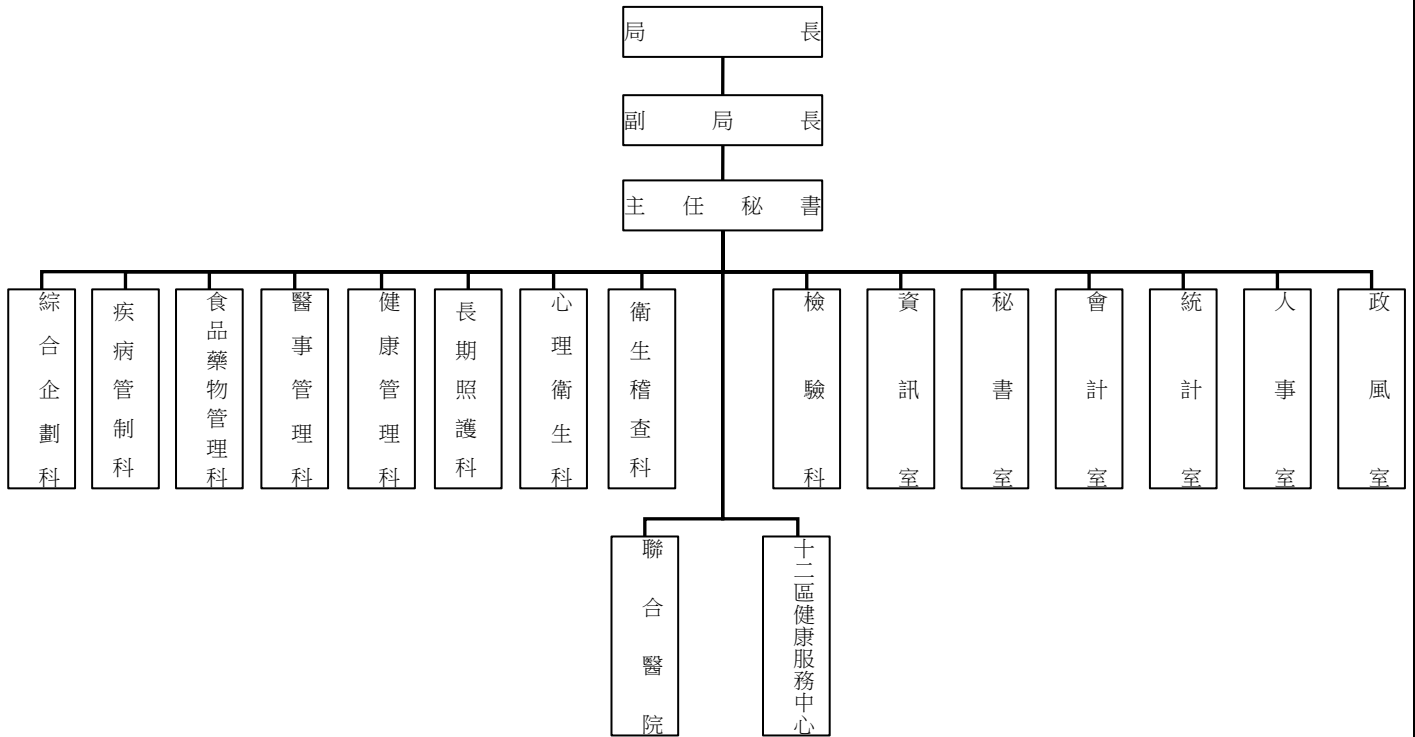 局長
副局長
主任秘書
綜合企劃科
疾病管制科
食品藥物管理科
醫事管理科
健康管理科
長期照護科
心理衛生科
衛生稽查科
檢驗科
資訊室
秘書室
會計室
統計室
人事室
政風室
聯合醫院
十二區健康服務中心